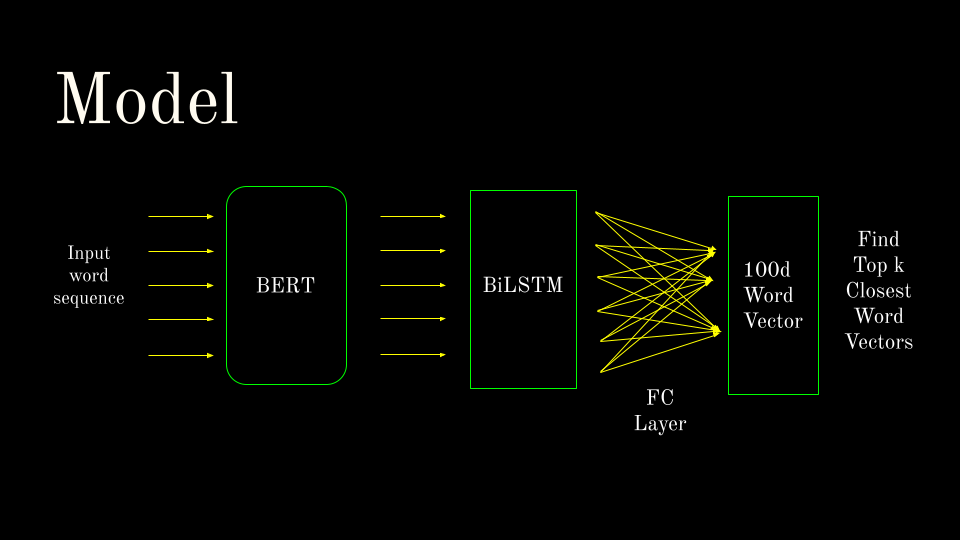 Model
Input
word
sequence
BERT
BiLSTM
FC
Layer
100d
Word
Vector
Find
Top k
Closest
Word
Vectors